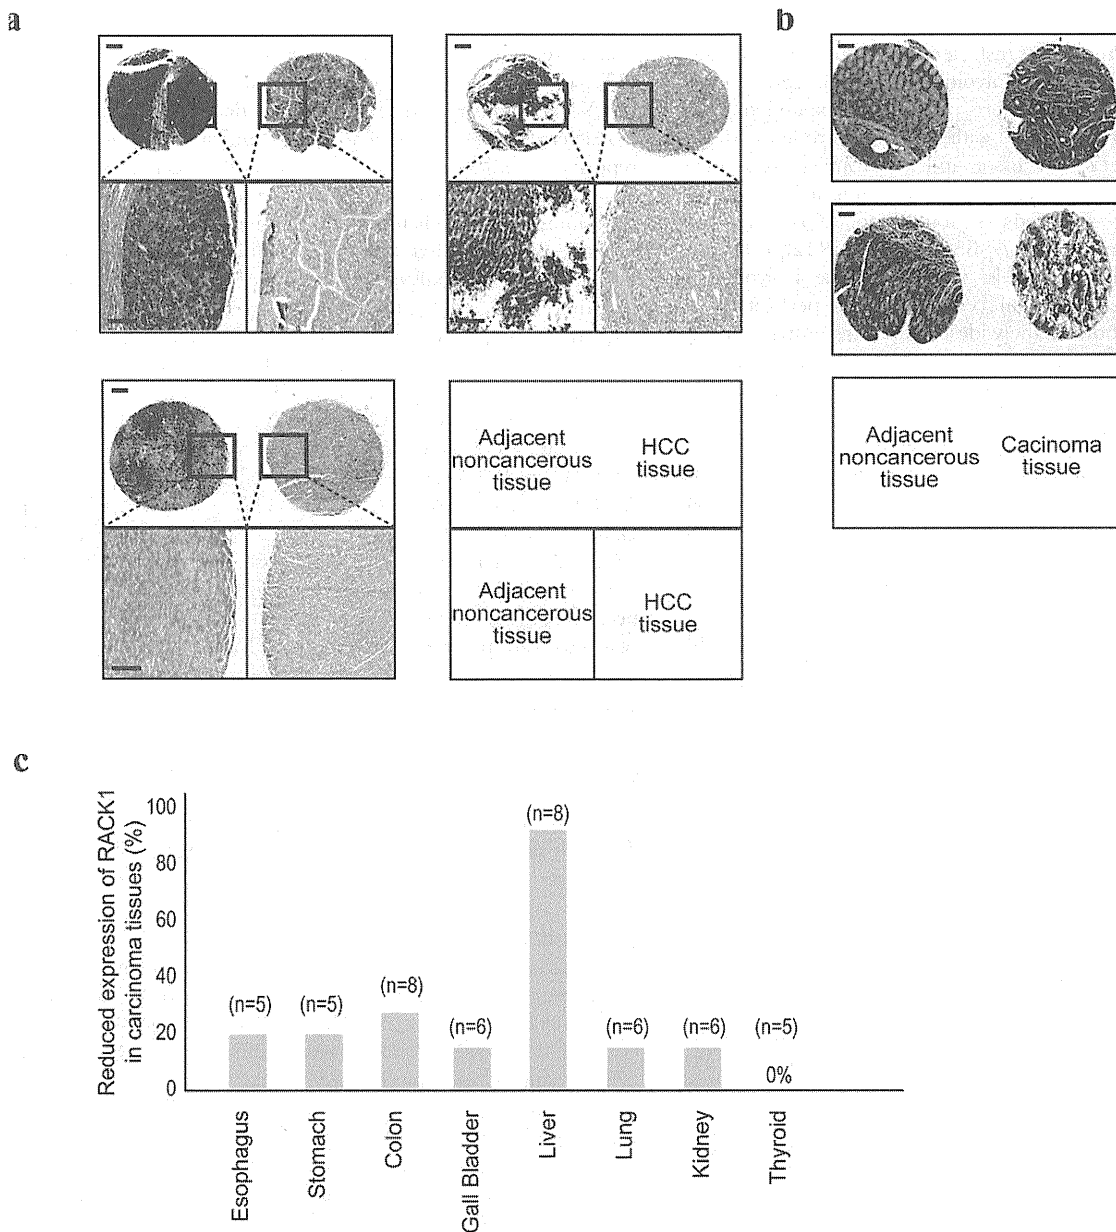 a
b
Adjacent
noncancerous
tissue
HCC
tissue
Adjacent
noncancerous
tissue
Cacinoma
tissue
Adjacent
noncancerous
tissue
HCC
tissue
c
Reduced expression of RACK1
in carcinoma tissues (%)
100
80
60
40
20
0
(n=5)
(n=5)
(n=8)
(n=6)
(n=8)
(n=6)
(n=6)
(n=5)
0%
Esophagus
Stomach
Colon
Gall Bladder
Liver
Lung
Kidney
Thyroid